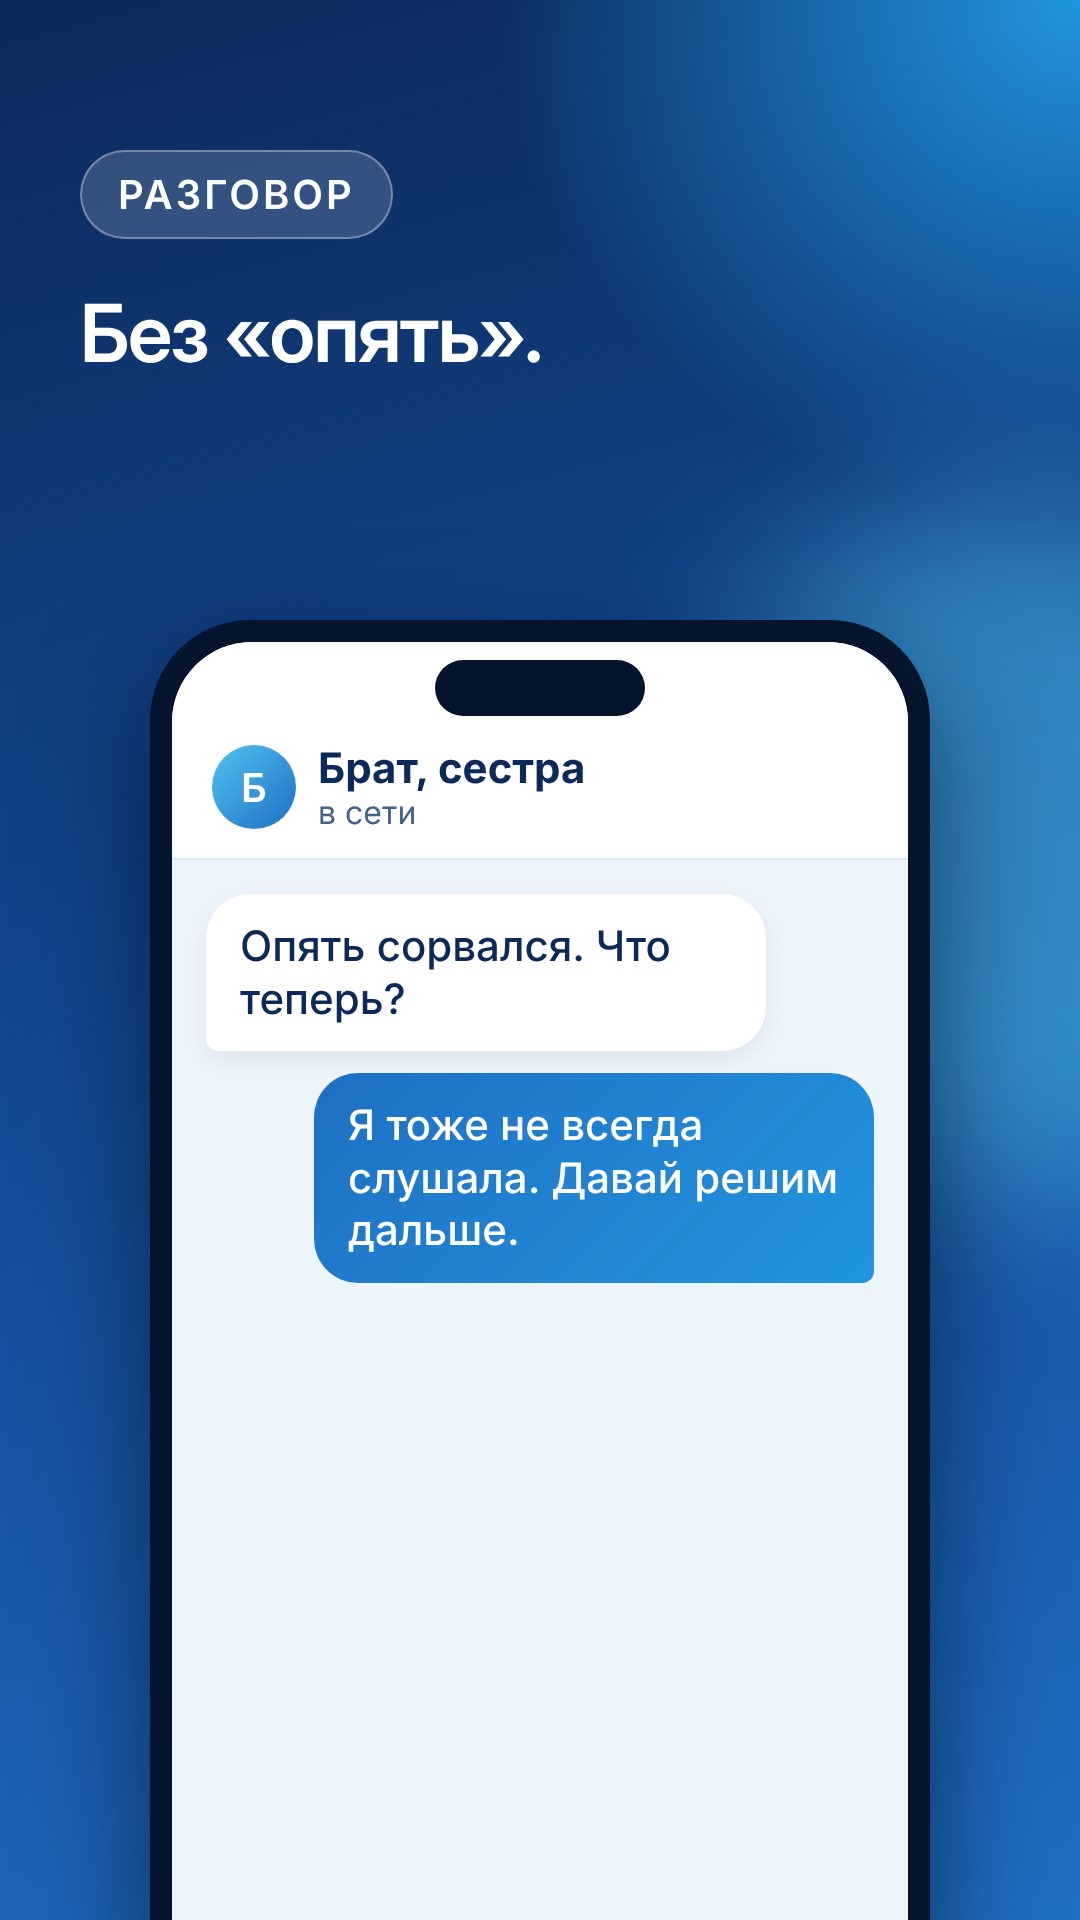 РАЗГОВОР
Без «опять».
Б
Брат, сестра
в сети
Опять сорвался. Что
теперь?
Я тоже не всегда
слушала. Давай решим
дальше.